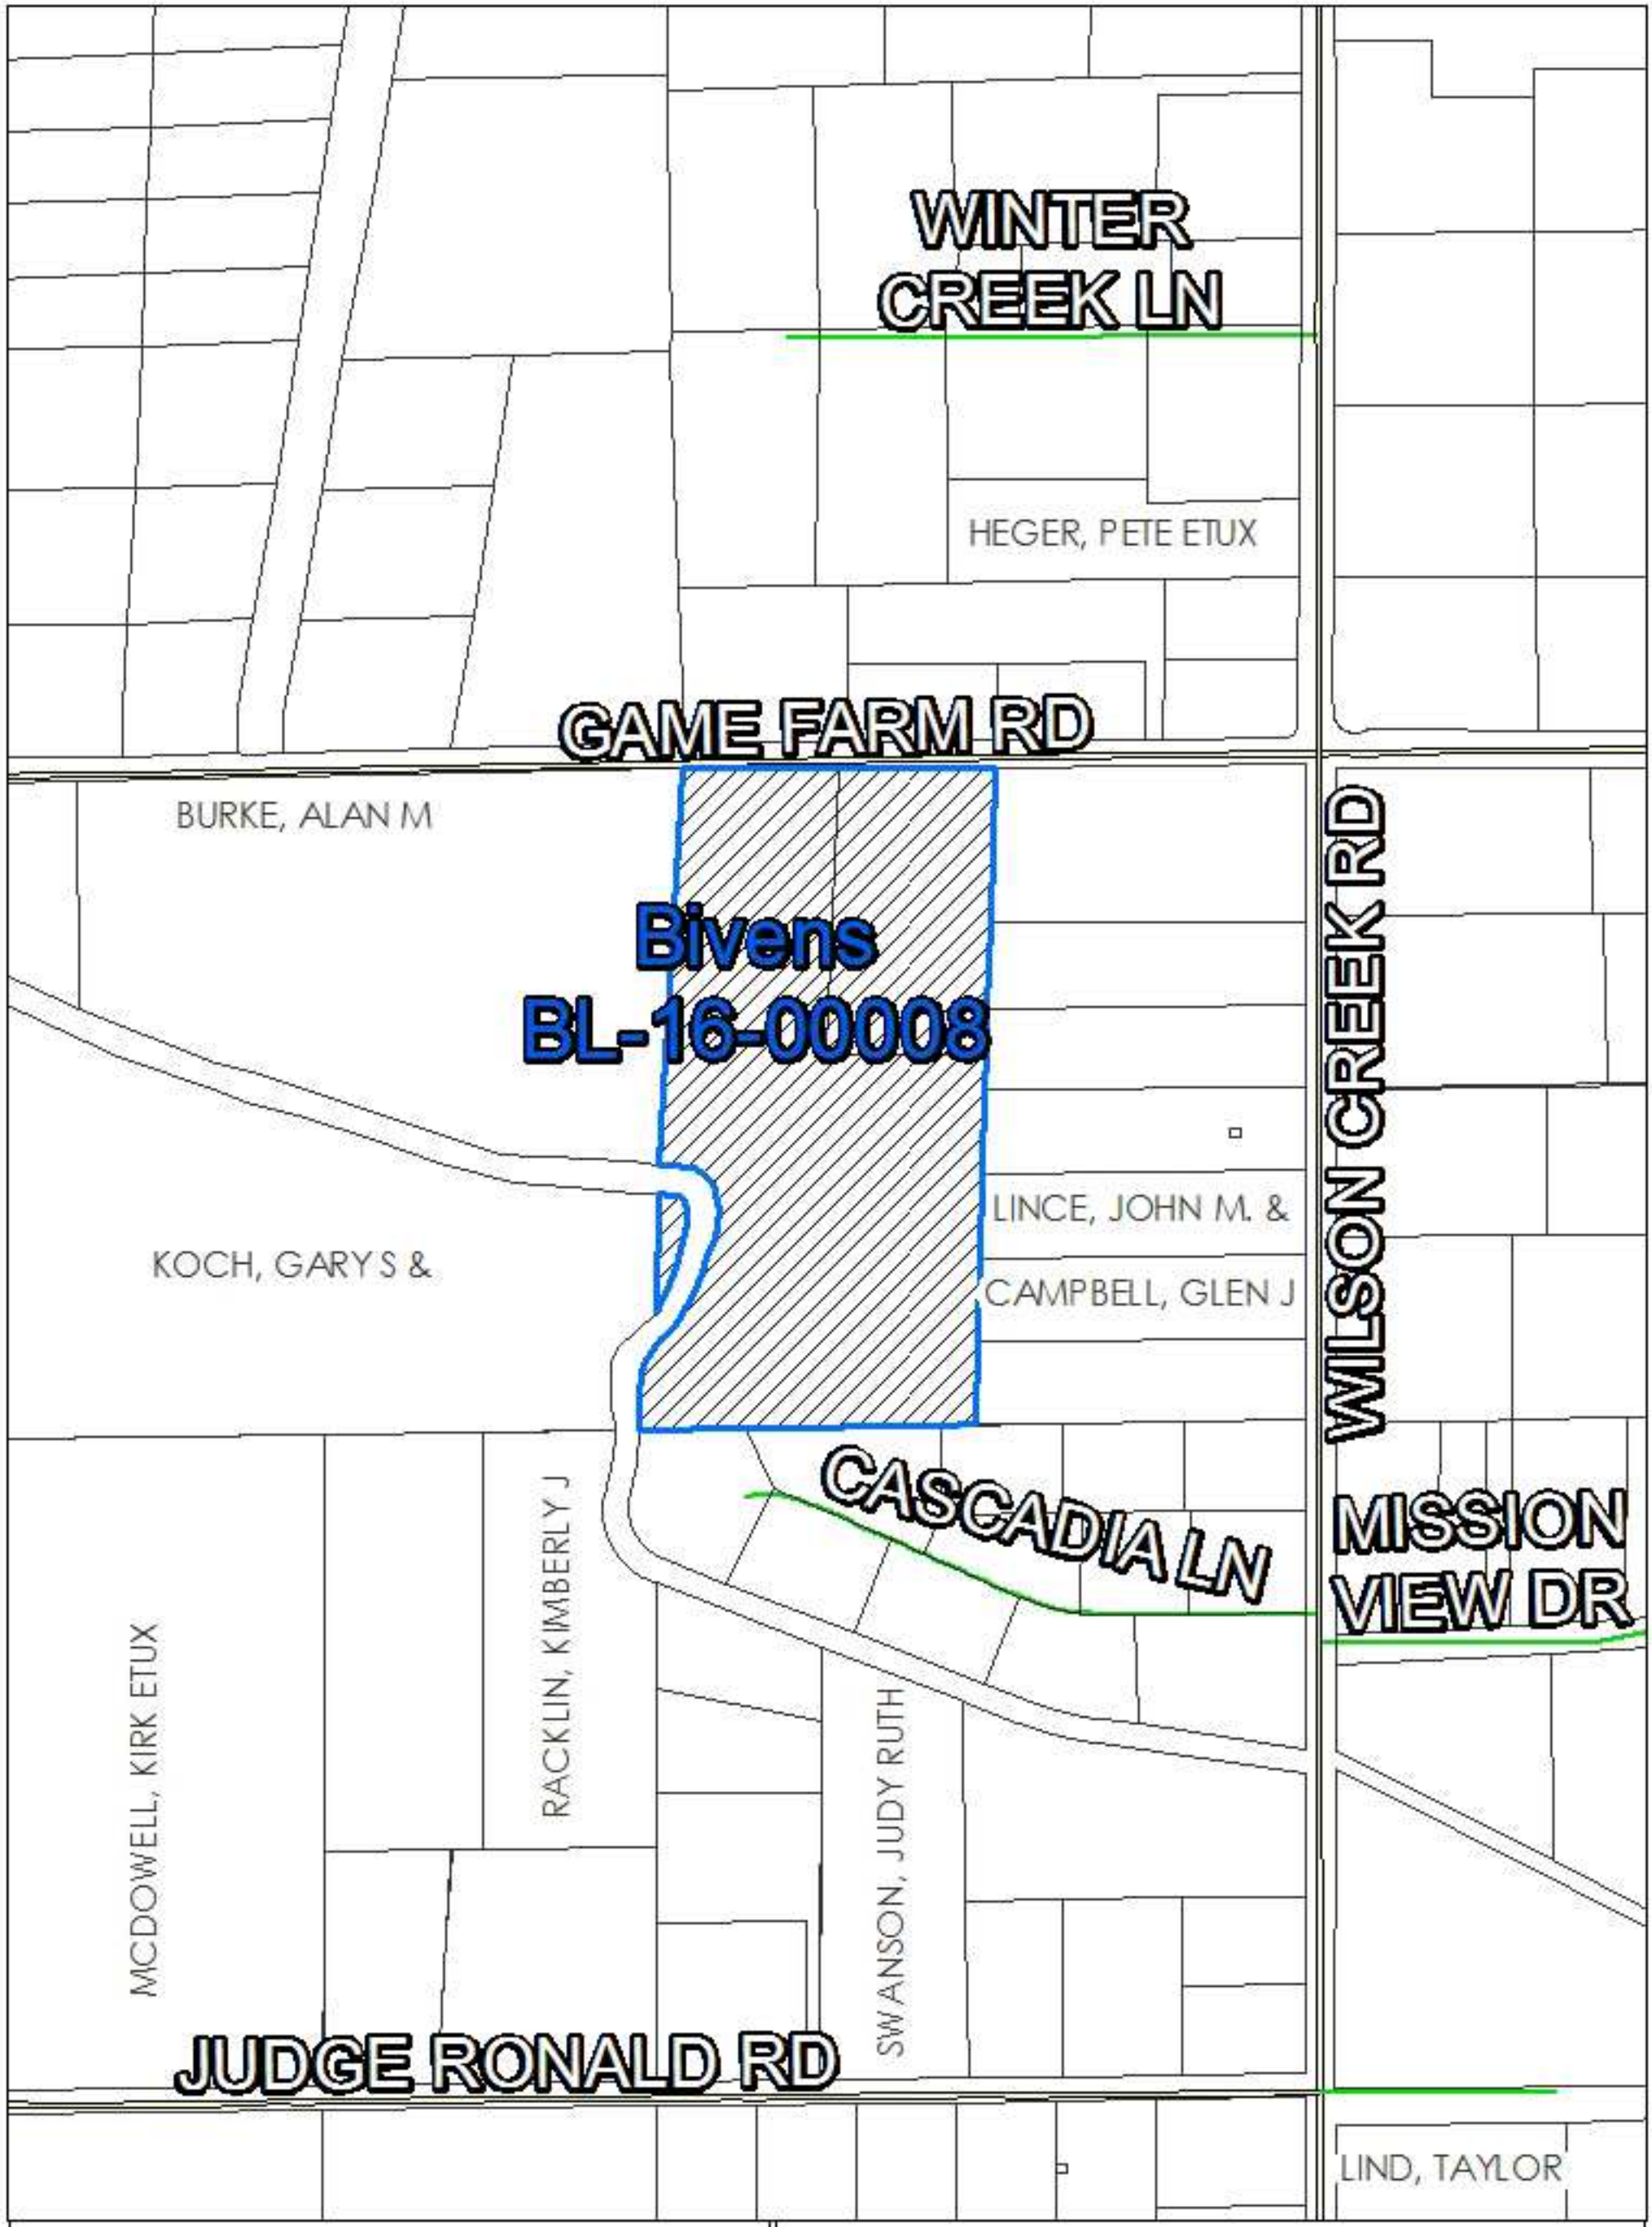 WINTER
CREEK LN
HEGER, PETE ETUX
GAME FARM RD
BURKE, ALAN M
WILSON CREEEK RD
Bivens
BL-16-00008
LINCE, JOHN M. &
KOCH, GARY S &
CAMPBELL, GLEN J
CASCADIA LN
MISSION
VIEW DR
RACKLIN, KIMBERLY J
MCDOWELL, KIRK ETUX
SWANSON, JUDY RUTH
JUDGE RONALD RD
LIND, TAYLOR